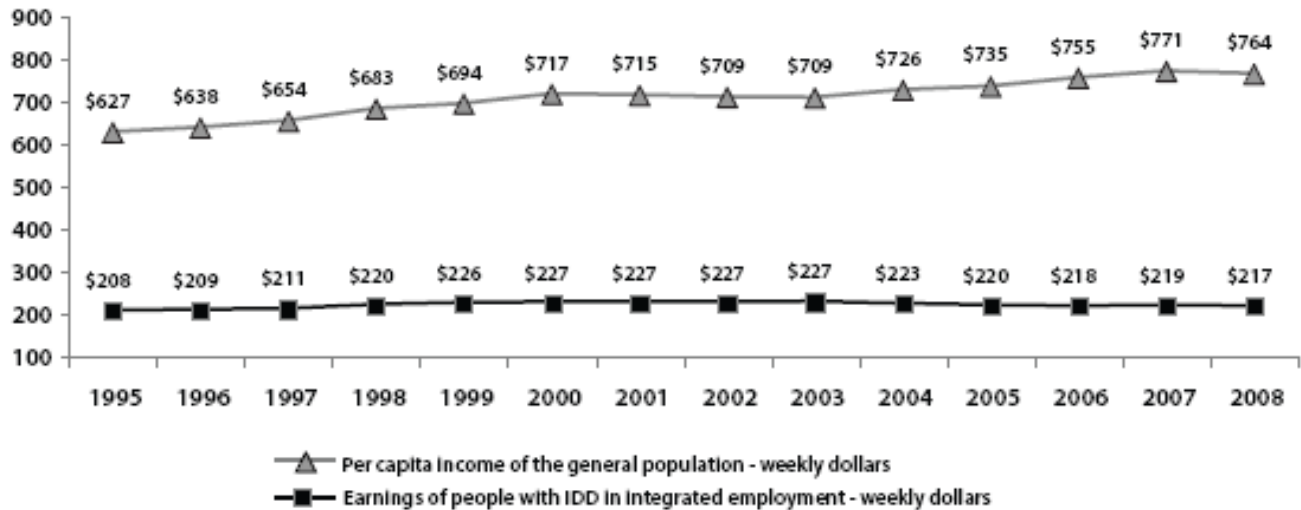 900
800
700
600
500
400
300
200
100
$627 $638 $654 $683 $694 $717 $715 $709 $709 $726 $735 $755 $771 $764
$208 $209 $211 $220 $226 $227 $227 $227 $227 $223 $220 $218 $219 $217
1995 1996 1997 1998 1999 2000 2001 2002 2003 2004 2005 2006 2007 2008
Per capita income of the general population - weekly dollars
Earnings of people with IDD in integrated employment - weekly dollars